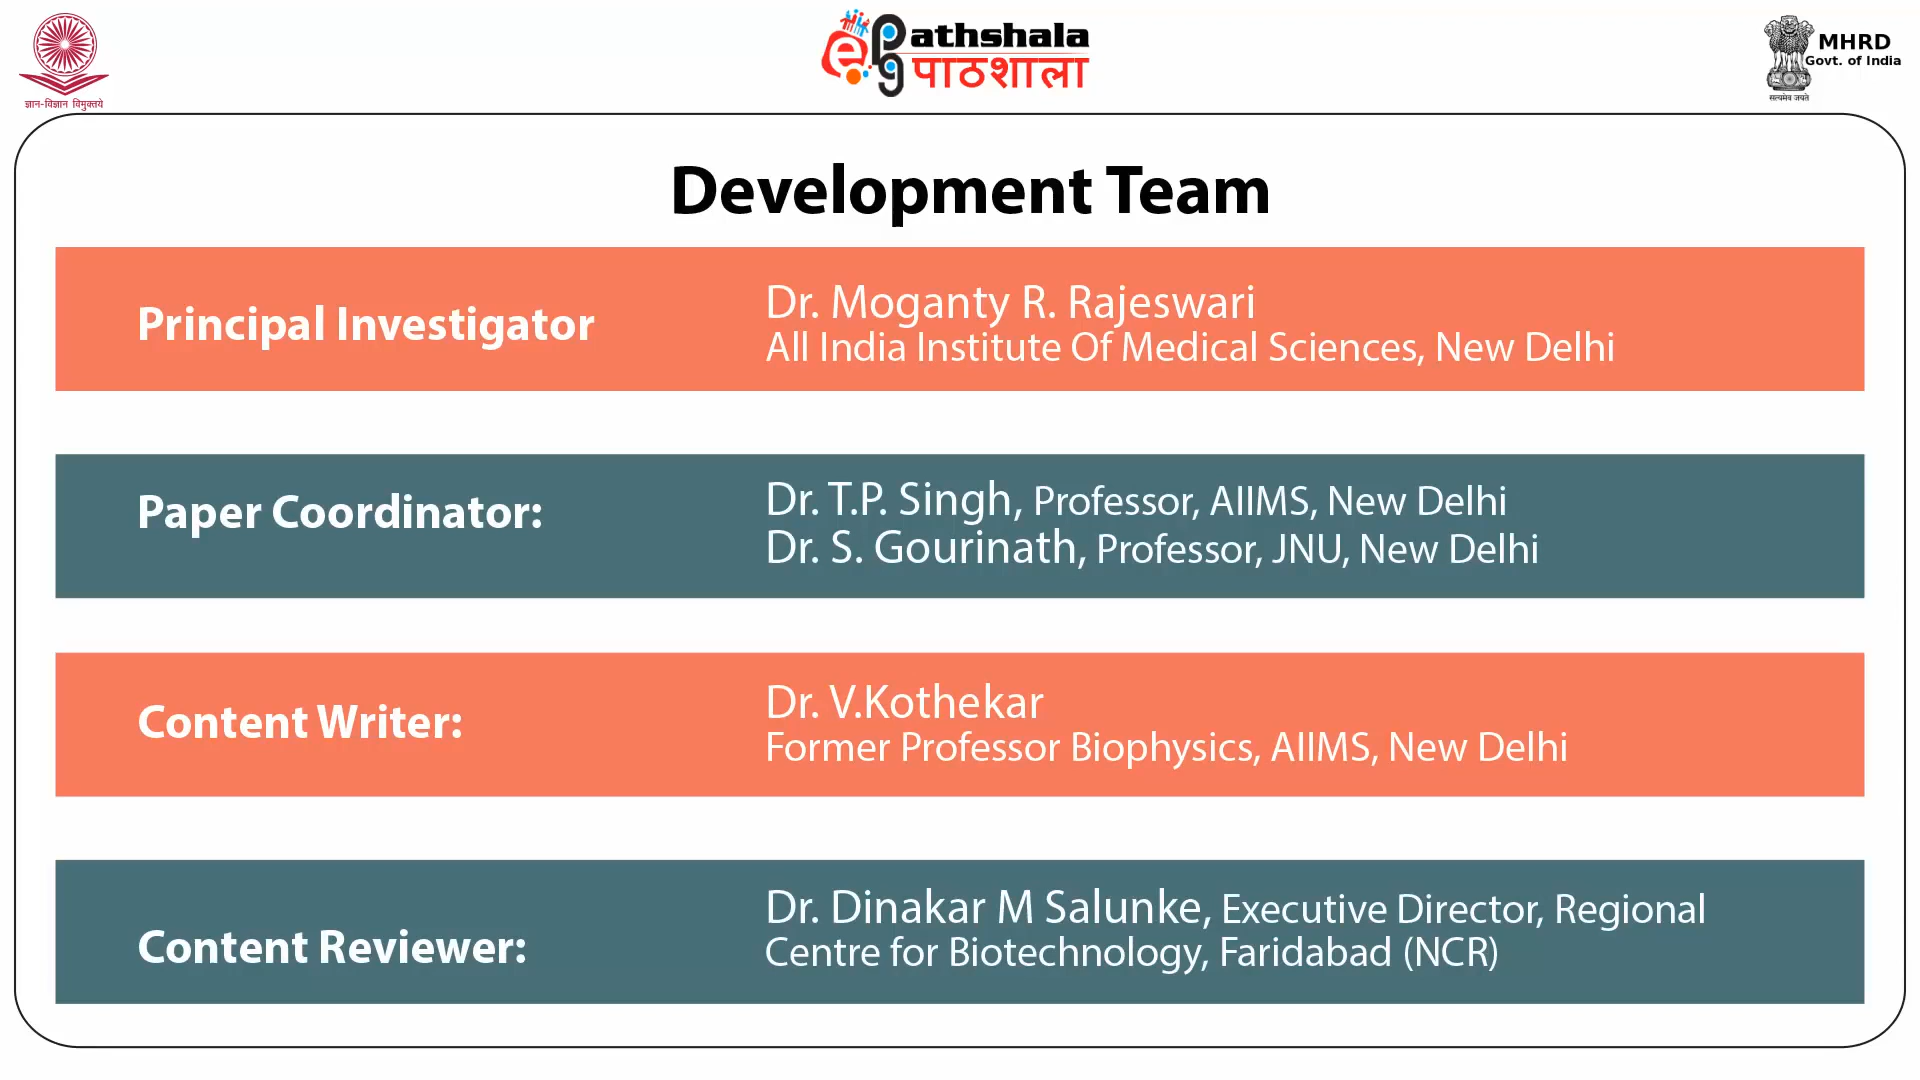 ज्ञान-विज्ञान विमुक्तये
ePathshala
पाठशाला
सत्यमेव जयते
MHRD
Govt. of India
Development Team
Principal Investigator
Dr. Moganty R. Rajeswari
All India Institute Of Medical Sciences, New Delhi
Paper Coordinator:
Dr. T.P. Singh, Professor, AIIMS, New Delhi
Dr. S. Gourinath, Professor, JNU, New Delhi
Content Writer:
Dr. V.Kothekar
Former Professor Biophysics, AIIMS, New Delhi
Content Reviewer:
Dr. Dinakar M Salunke, Executive Director, Regional
Centre for Biotechnology, Faridabad (NCR)